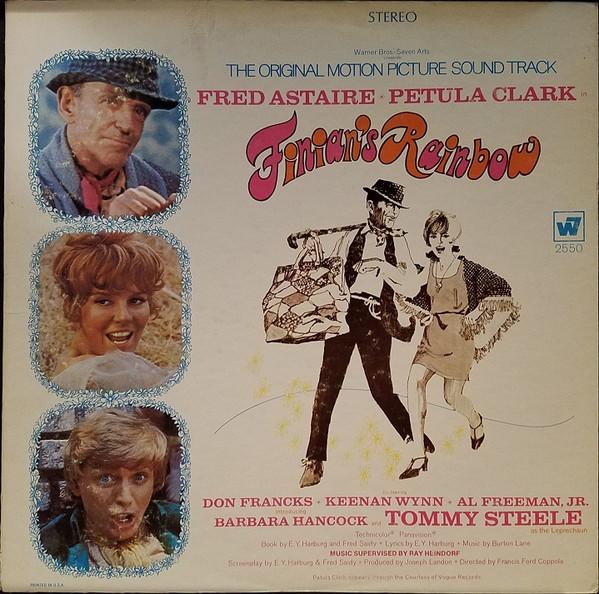 STEREO
Warner Bros.-Seven Arts
presents
THE ORIGINAL MOTION PICTURE SOUND TRACK
FRED ASTAIRE • PETULA CLARK in
Finian's Rainbow
W7
2550
Co-starring
DON FRANCKS • KEENAN WYNN • AL FREEMAN, JR.
Introducing
BARBARA HANCOCK and TOMMY STEELE
as the Leprechaun
Technicolor® Panavision®
Book by E.Y. Harburg and Fred Saidy • Lyrics by E.Y. Harburg • Music by Burton Lane
MUSIC SUPERVISED BY RAY HEINDORF
Screenplay by E.Y. Harburg & Fred Saidy • Produced by Joseph Landon • Directed by Francis Ford Coppola
Petula Clark appears through the Courtesy of Vogue Records
PRINTED IN U.S.A.